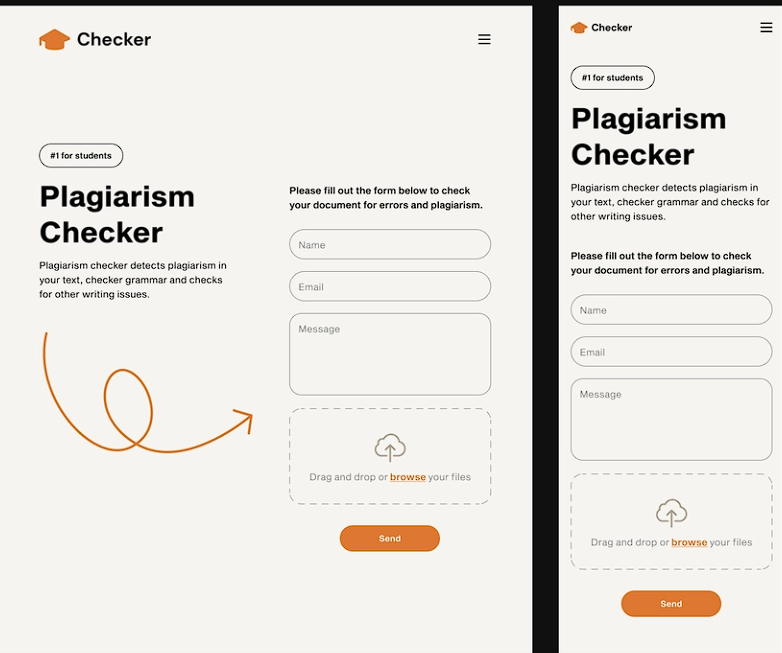 Checker
#1 for students
Plagiarism
Checker
Plagiarism checker detects plagiarism in
your text, checker grammar and checks
for other writing issues.
Please fill out the form below to check
your document for errors and plagiarism.
Name
Email
Message
Drag and drop or browse your files
Send
Checker
#1 for students
Plagiarism
Checker
Plagiarism checker detects plagiarism in
your text, checker grammar and checks for
other writing issues.
Please fill out the form below to check
your document for errors and plagiarism.
Name
Email
Message
Drag and drop or browse your files
Send